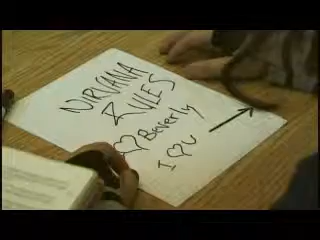 NIRVANA
RULES
♡ Beverly
I ♡ U